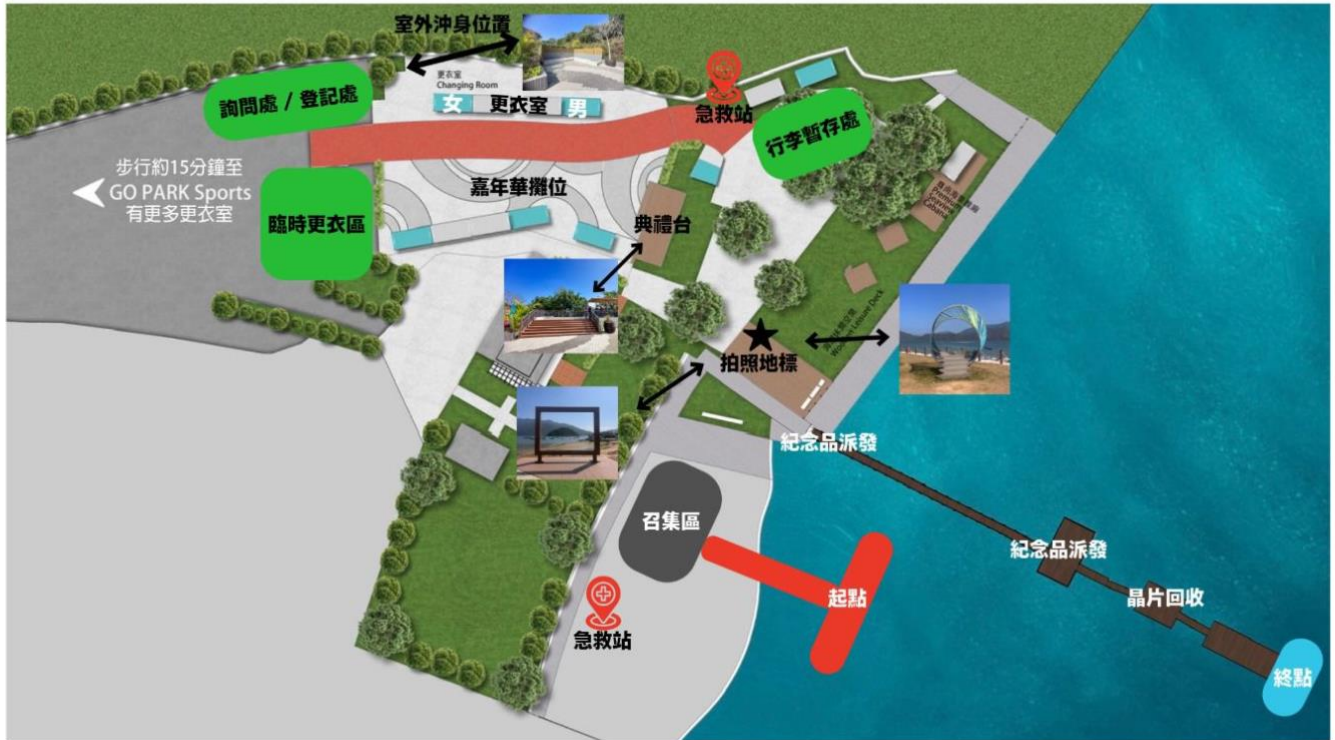 室外沖身位置
更衣室
Changing Room
急救站
詢問處 / 登記處
女 更衣室 男
行李暫存處
步行約15分鐘至
GO PARK Sports
有更多更衣室
臨時更衣區
嘉年華攤位
典禮台
拍照地標
紀念品派發
召集區
紀念品派發
起點
晶片回收
急救站
終點